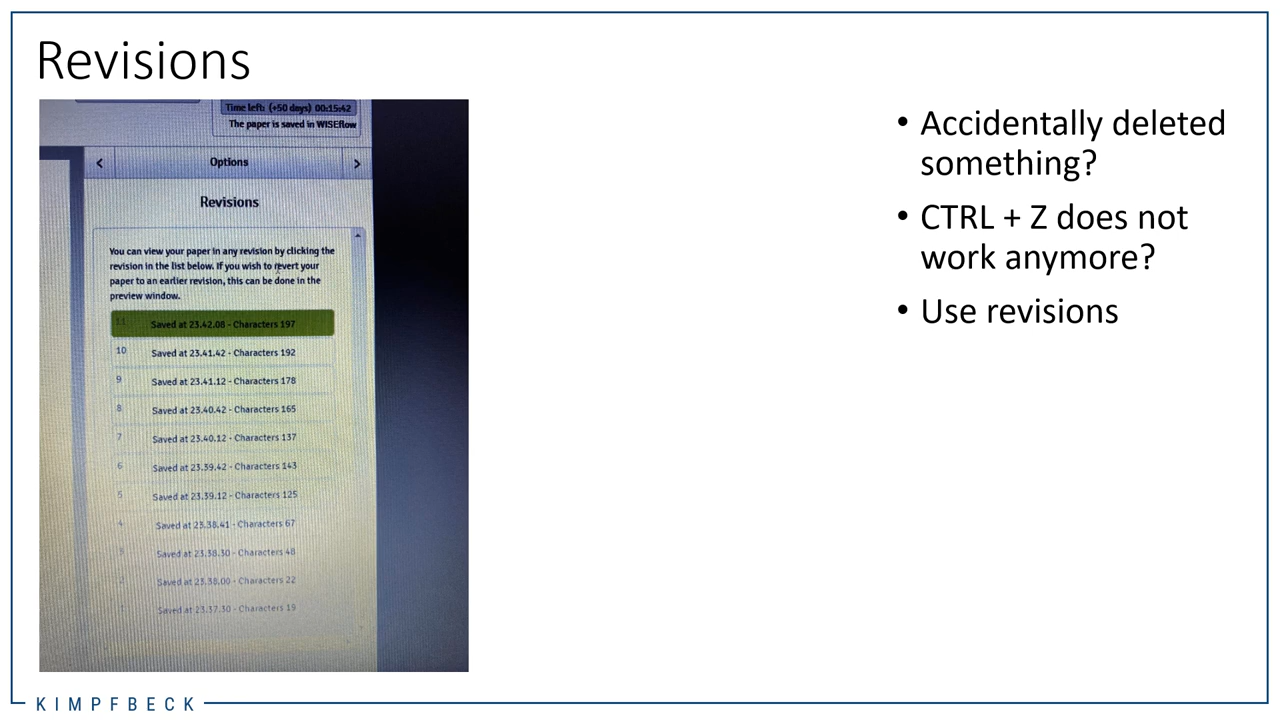 Revisions
Time left: (+50 days) 00:15:42
The paper is saved in WISEflow
Options
Revisions
You can view your paper in any revision by clicking the
revision in the list below. If you wish to revert your
paper to an earlier revision, this can be done in the
preview window.
11 Saved at 23.42.08 - Characters 197
10 Saved at 23.41.42 - Characters 192
9 Saved at 23.41.12 - Characters 178
8 Saved at 23.40.42 - Characters 165
7 Saved at 23.40.12 - Characters 137
6 Saved at 23.39.42 - Characters 143
5 Saved at 23.39.12 - Characters 125
4 Saved at 23.38.41 - Characters 67
3 Saved at 23.38.30 - Characters 48
2 Saved at 23.38.00 - Characters 22
1 Saved at 23.37.30 - Characters 19
• Accidentally deleted
something?
• CTRL + Z does not
work anymore?
• Use revisions
KIMPFBECK